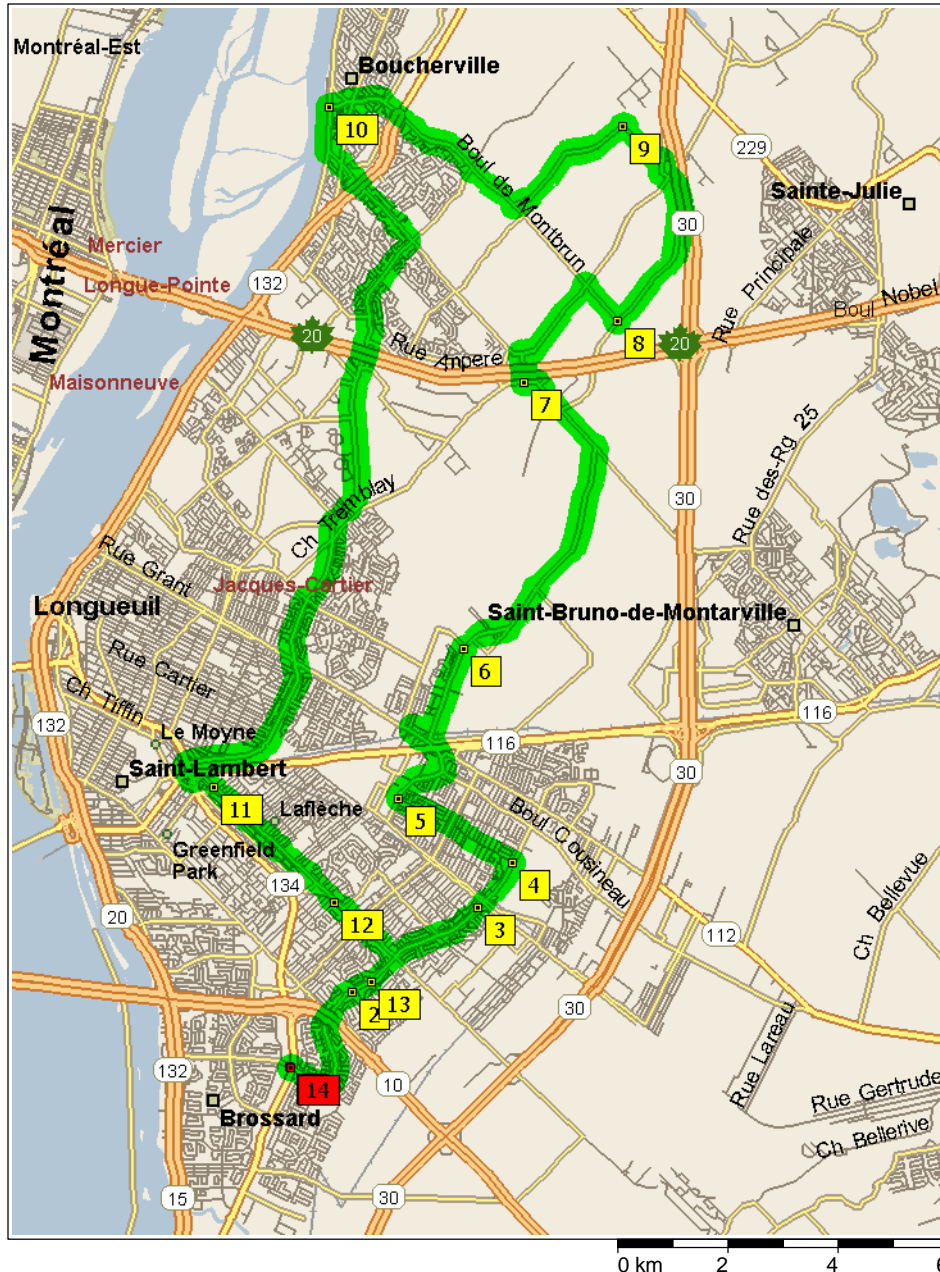 Montréal-Est
Boucherville
10
9
229
Boul de Montbrun
Sainte-Julie
30
Montréal
Mercier
Longue-Pointe
132
Rue Principale
Boul Nobel
20
Rue Ampere
8
20
Maisonneuve
7
Rue des-Rg 25
30
Ch Tremblay
Rue Grant
Jacques-Cartier
Longueuil
Saint-Bruno-de-Montarville
Rue Cartier
6
Ch Tiffin
132
Le Moyne
116
116
Saint-Lambert
30
11
Laflèche
5
Boul Cousineau
Greenfield
Park
4
134
3
Ch Bellevue
20
12
112
2
13
30
Rue Lareau
132
14
10
Rue Gertrude
Brossard
Ch Bellerive
15
30
0 km
2
4
6